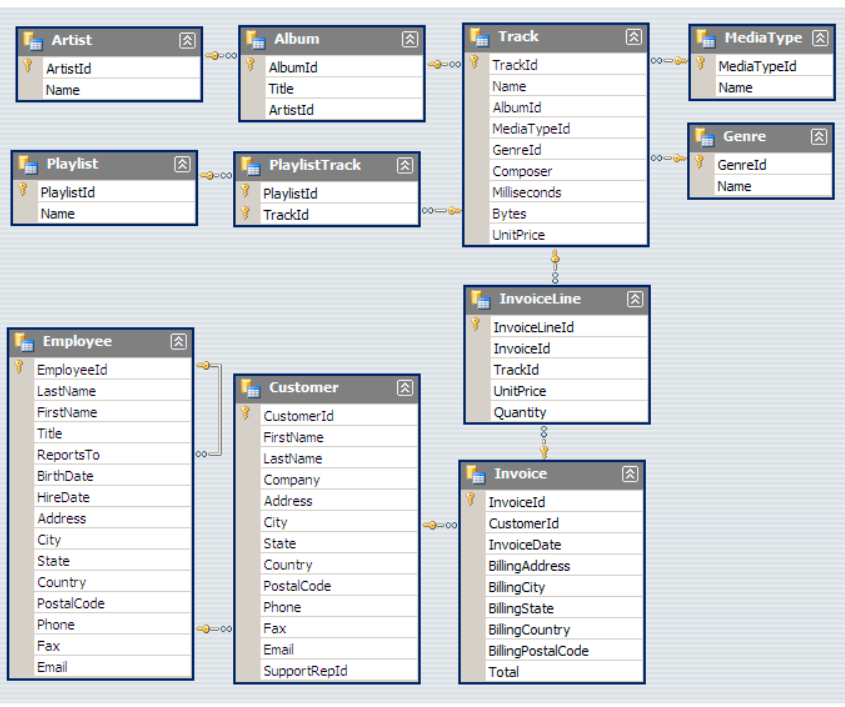 Artist
ArtistId
Name
Album
AlbumId
Title
ArtistId
Track
TrackId
Name
AlbumId
MediaTypeId
GenreId
Composer
Milliseconds
Bytes
UnitPrice
MediaType
MediaTypeId
Name
Genre
GenreId
Name
Playlist
PlaylistId
Name
PlaylistTrack
PlaylistId
TrackId
InvoiceLine
InvoiceLineId
InvoiceId
TrackId
UnitPrice
Quantity
Employee
EmployeeId
LastName
FirstName
Title
ReportsTo
BirthDate
HireDate
Address
City
State
Country
PostalCode
Phone
Fax
Email
Customer
CustomerId
FirstName
LastName
Company
Address
City
State
Country
PostalCode
Phone
Fax
Email
SupportRepId
Invoice
InvoiceId
CustomerId
InvoiceDate
BillingAddress
BillingCity
BillingState
BillingCountry
BillingPostalCode
Total